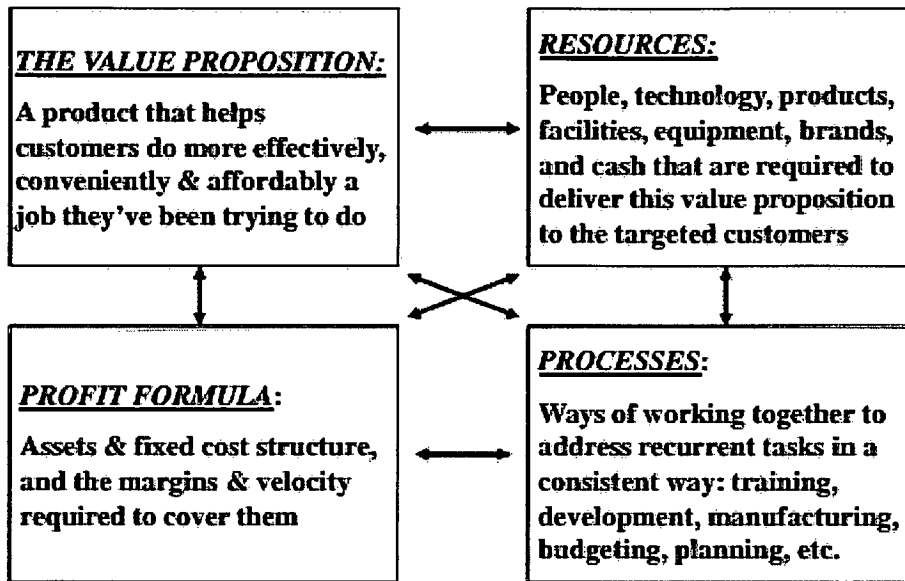 THE VALUE PROPOSITION:
A product that helps
customers do more effectively,
conveniently & affordably a
job they've been trying to do
RESOURCES:
People, technology, products,
facilities, equipment, brands,
and cash that are required to
deliver this value proposition
to the targeted customers
PROFIT FORMULA:
Assets & fixed cost structure,
and the margins & velocity
required to cover them
PROCESSES:
Ways of working together to
address recurrent tasks in a
consistent way: training,
development, manufacturing,
budgeting, planning, etc.